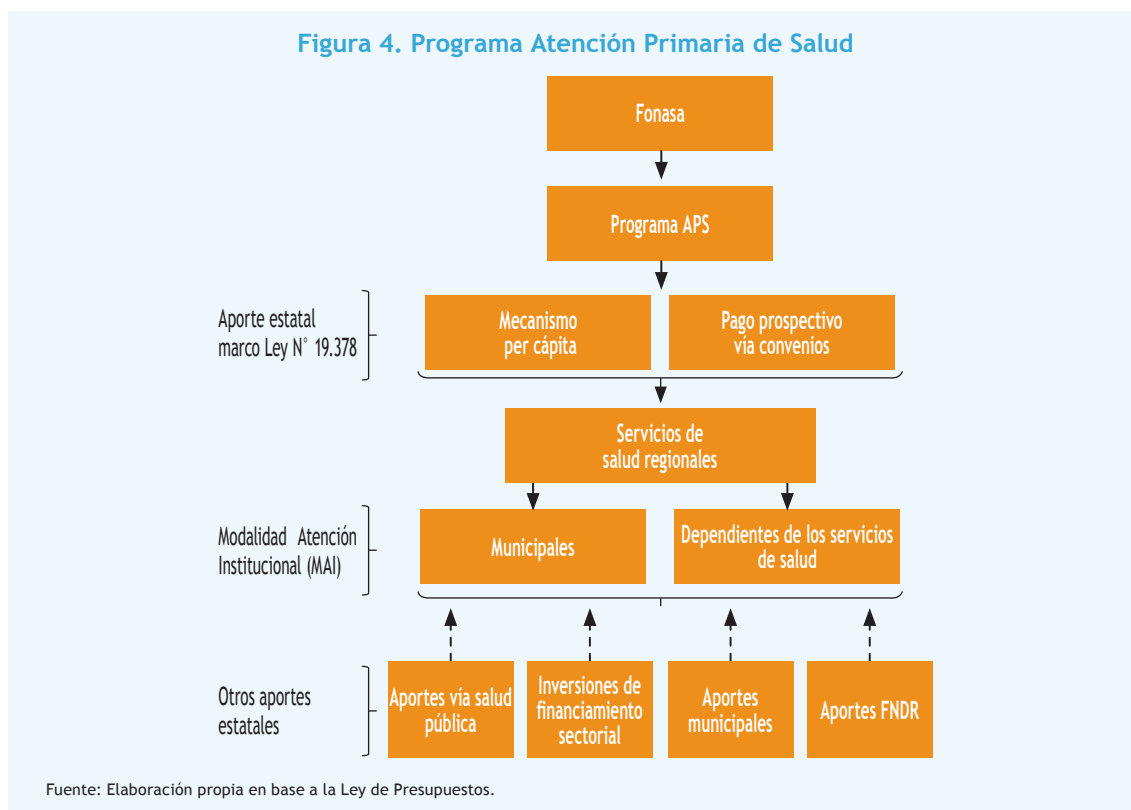 Figura 4. Programa Atención Primaria de Salud
Fonasa
Programa APS
Aporte estatal
marco Ley N° 19.378
Mecanismo
per cápita
Pago prospectivo
vía convenios
Servicios de
salud regionales
Modalidad Atención
Institucional (MAI)
Municipales
Dependientes de los servicios
de salud
Otros aportes
estatales
Aportes vía salud
pública
Inversiones de
financiamiento
sectorial
Aportes
municipales
Aportes FNDR
Fuente: Elaboración propia en base a la Ley de Presupuestos.